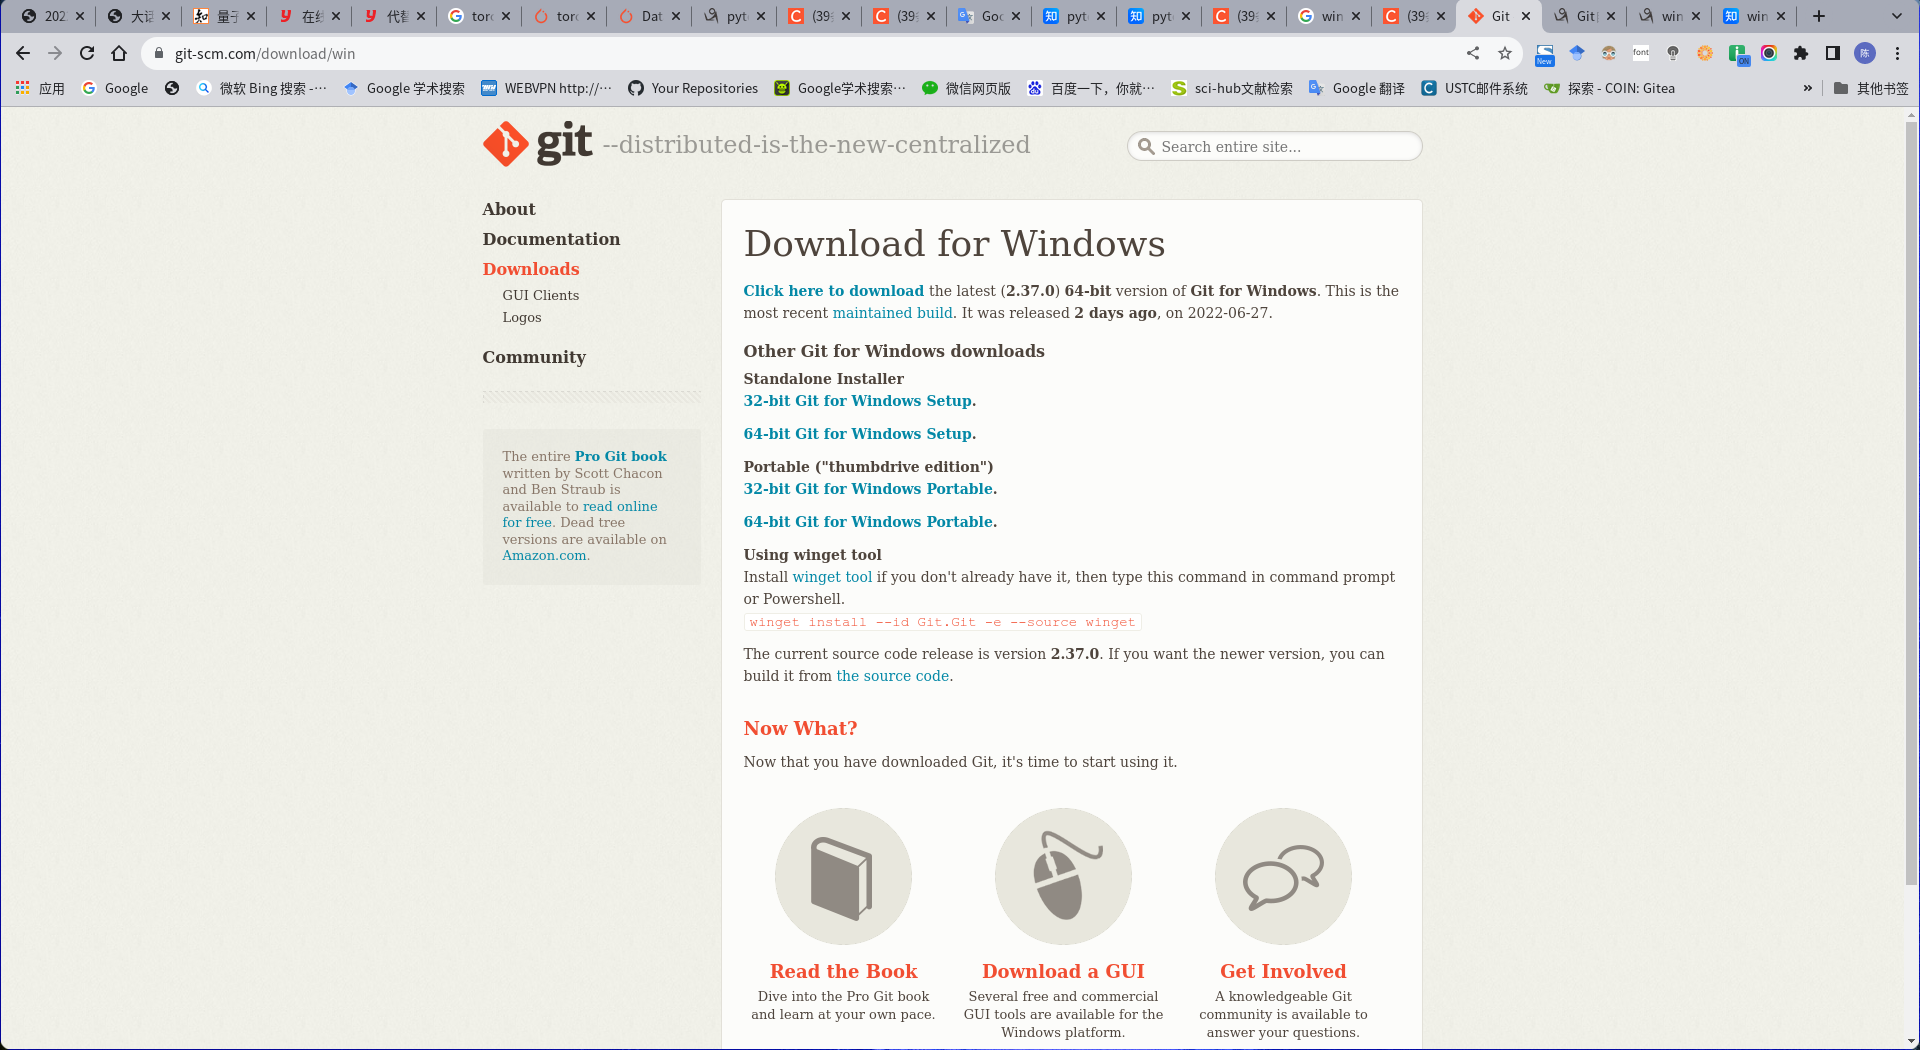 202
大话
量子
在线
代替
torc
torc
Dat
pyt
(39
(39
Goo
pyt
pyt
(39
win
(39
Git
Git
win
win
git-scm.com/download/win
New
font
ON
陈
应用
Google
微软 Bing 搜索 -···
Google 学术搜索
WEBVPN http://···
Your Repositories
Google学术搜索···
微信网页版
百度一下，你就···
sci-hub文献检索
Google 翻译
USTC邮件系统
探索 - COIN: Gitea
»
其他书签
git --distributed-is-the-new-centralized
Search entire site...
About
Documentation
Downloads
GUI Clients
Logos
Community
The entire Pro Git book
written by Scott Chacon
and Ben Straub is
available to read online
for free. Dead tree
versions are available on
Amazon.com.
Download for Windows
Click here to download the latest (2.37.0) 64-bit version of Git for Windows. This is the
most recent maintained build. It was released 2 days ago, on 2022-06-27.
Other Git for Windows downloads
Standalone Installer
32-bit Git for Windows Setup.
64-bit Git for Windows Setup.
Portable ("thumbdrive edition")
32-bit Git for Windows Portable.
64-bit Git for Windows Portable.
Using winget tool
Install winget tool if you don't already have it, then type this command in command prompt
or Powershell.
winget install --id Git.Git -e --source winget
The current source code release is version 2.37.0. If you want the newer version, you can
build it from the source code.
Now What?
Now that you have downloaded Git, it's time to start using it.
Read the Book
Dive into the Pro Git book
and learn at your own pace.
Download a GUI
Several free and commercial
GUI tools are available for the
Windows platform.
Get Involved
A knowledgeable Git
community is available to
answer your questions.